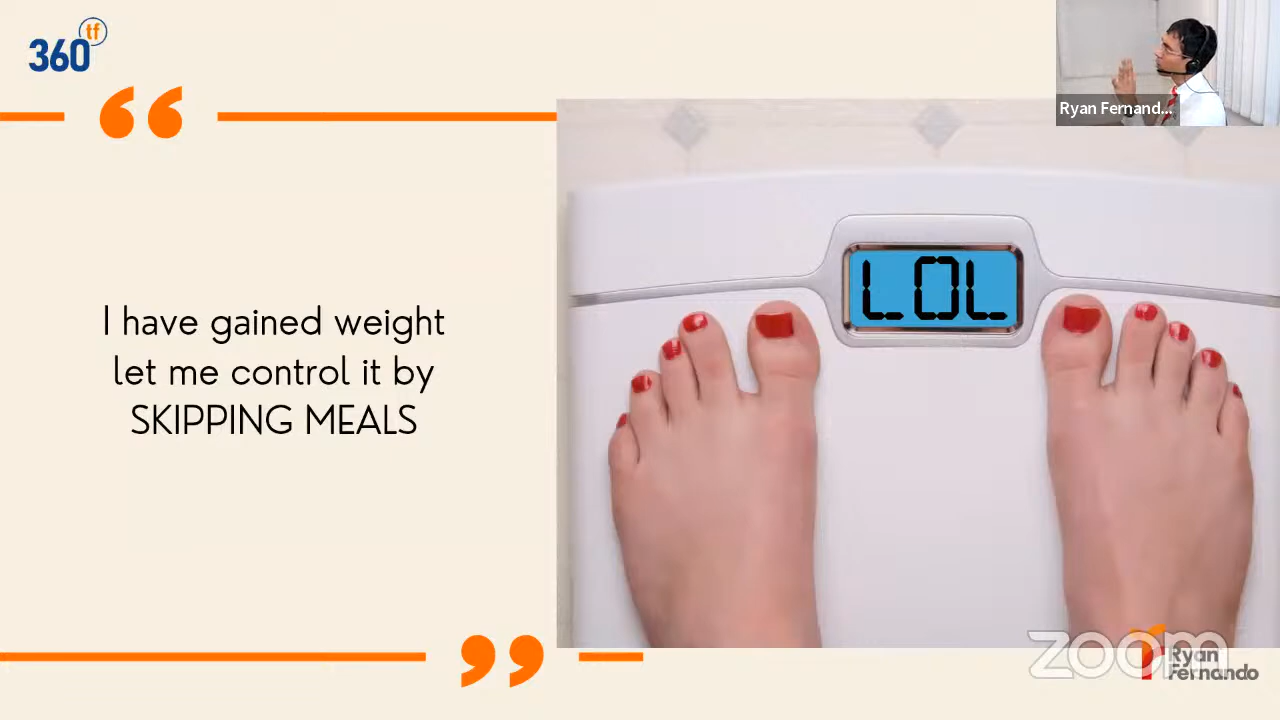 360
tf
Ryan Fernand...
I have gained weight
let me control it by
SKIPPING MEALS
LOL
zoom
Ryan
Fernando